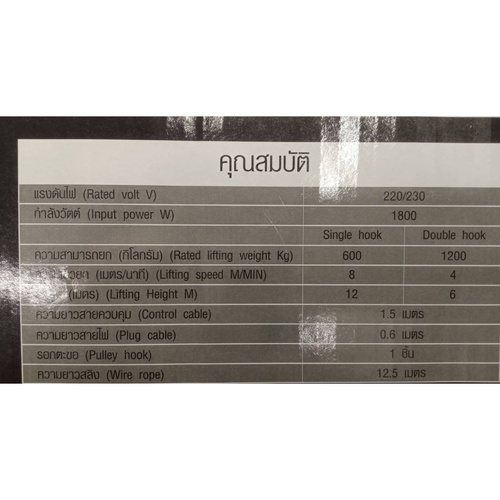 คุณสมบัติ
แรงดันไฟ (Rated volt V) 220/230
กำลังวัตต์ (Input power W) 1800
Single hook Double hook
ความสามารถยก (กิโลกรัม) (Rated lifting weight Kg) 600 1200
(เมตร/นาที) (Lifting speed M/MIN) 8 4
(เมตร) (Lifting Height M) 12 6
ความยาวสายควบคุม (Control cable) 1.5 เมตร
ความยาวสายไฟ (Plug cable) 0.6 เมตร
รอกตะขอ (Pulley hook) 1 ชิ้น
ความยาวสลิง (Wire rope) 12.5 เมตร